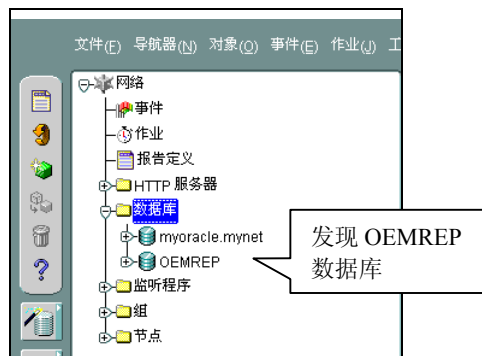 文件(F) 导航器(N) 对象(O) 事件(E) 作业(J) 工
网络
事件
作业
报告定义
HTTP 服务器
数据库
myoracle.mynet
OEMREP
监听程序
组
节点
发现 OEMREP
数据库